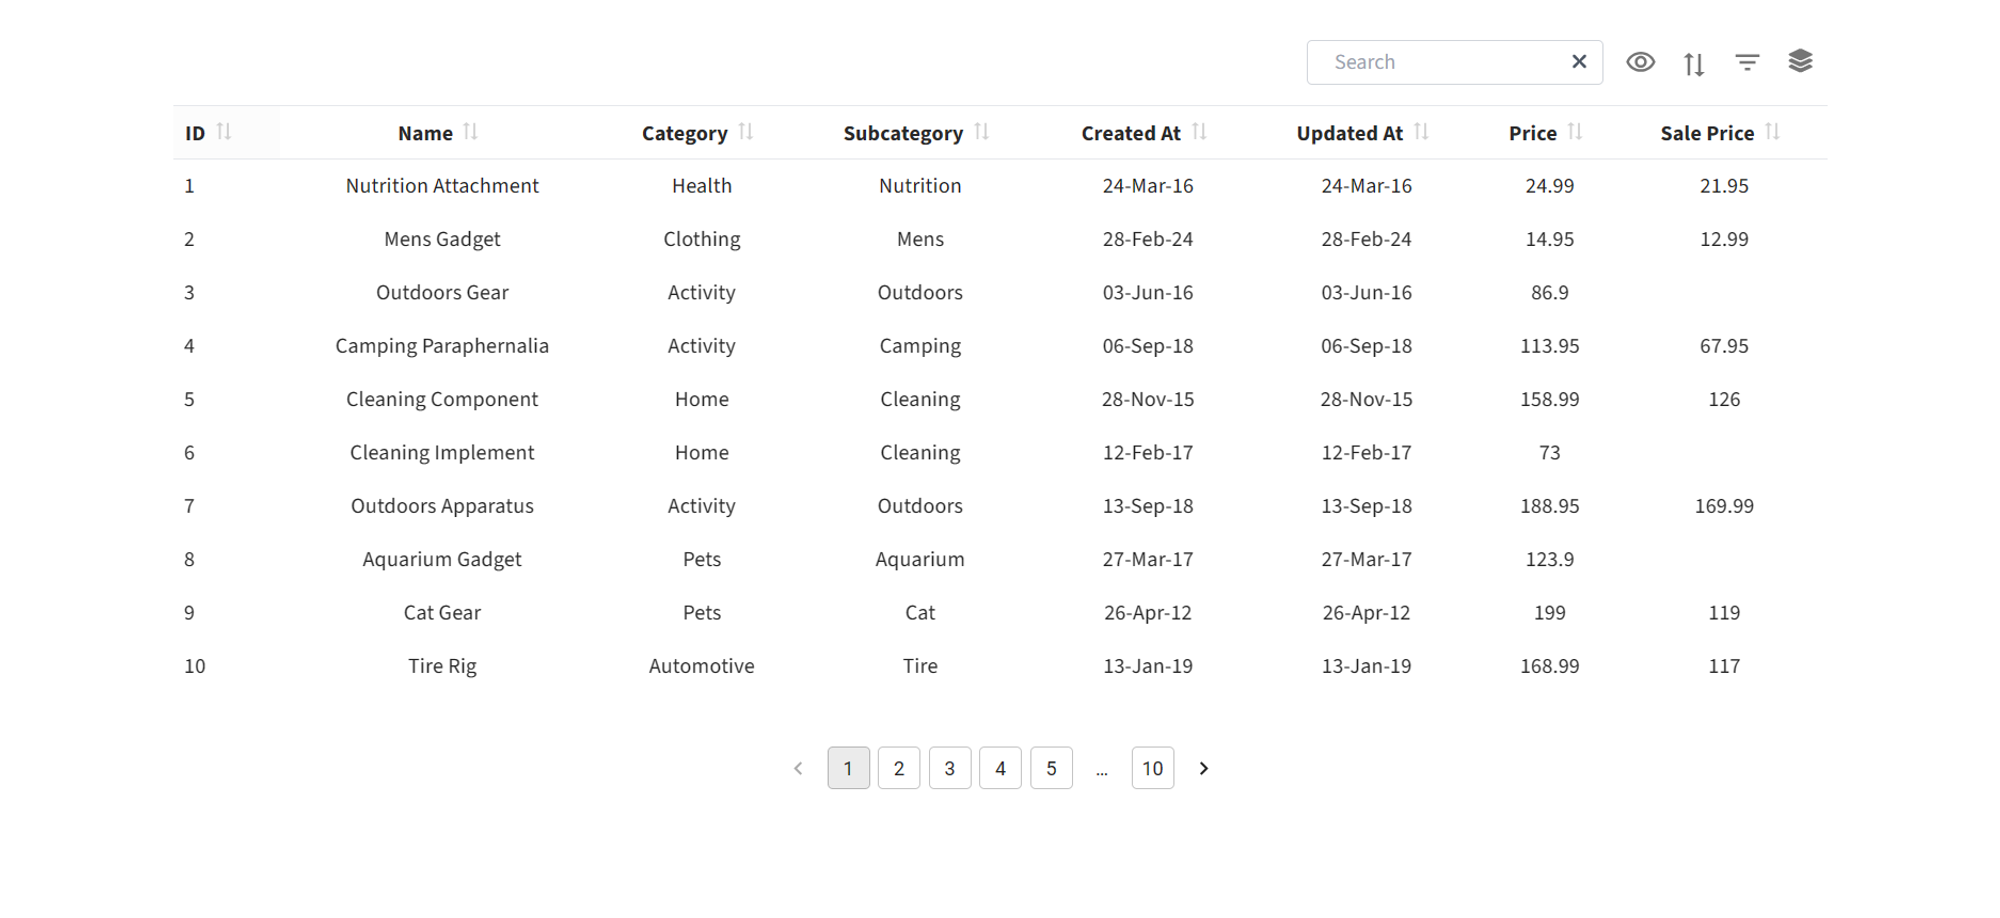 Search
ID Name Category Subcategory Created At Updated At Price Sale Price
1 Nutrition Attachment Health Nutrition 24-Mar-16 24-Mar-16 24.99 21.95
2 Mens Gadget Clothing Mens 28-Feb-24 28-Feb-24 14.95 12.99
3 Outdoors Gear Activity Outdoors 03-Jun-16 03-Jun-16 86.9
4 Camping Paraphernalia Activity Camping 06-Sep-18 06-Sep-18 113.95 67.95
5 Cleaning Component Home Cleaning 28-Nov-15 28-Nov-15 158.99 126
6 Cleaning Implement Home Cleaning 12-Feb-17 12-Feb-17 73
7 Outdoors Apparatus Activity Outdoors 13-Sep-18 13-Sep-18 188.95 169.99
8 Aquarium Gadget Pets Aquarium 27-Mar-17 27-Mar-17 123.9
9 Cat Gear Pets Cat 26-Apr-12 26-Apr-12 199 119
10 Tire Rig Automotive Tire 13-Jan-19 13-Jan-19 168.99 117
1 2 3 4 5 ... 10